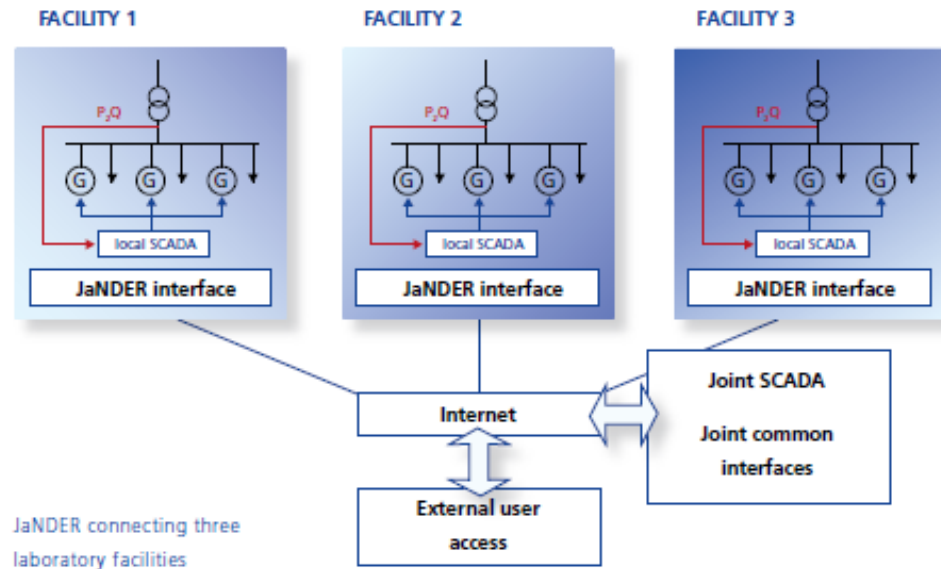 FACILITY 1
FACILITY 2
FACILITY 3
P,Q
P,Q
P,Q
G G G
G G G
G G G
local SCADA
local SCADA
local SCADA
JaNDER interface
JaNDER interface
JaNDER interface
Internet
Joint SCADA
Joint common
interfaces
External user
access
JaNDER connecting three
laboratory facilities